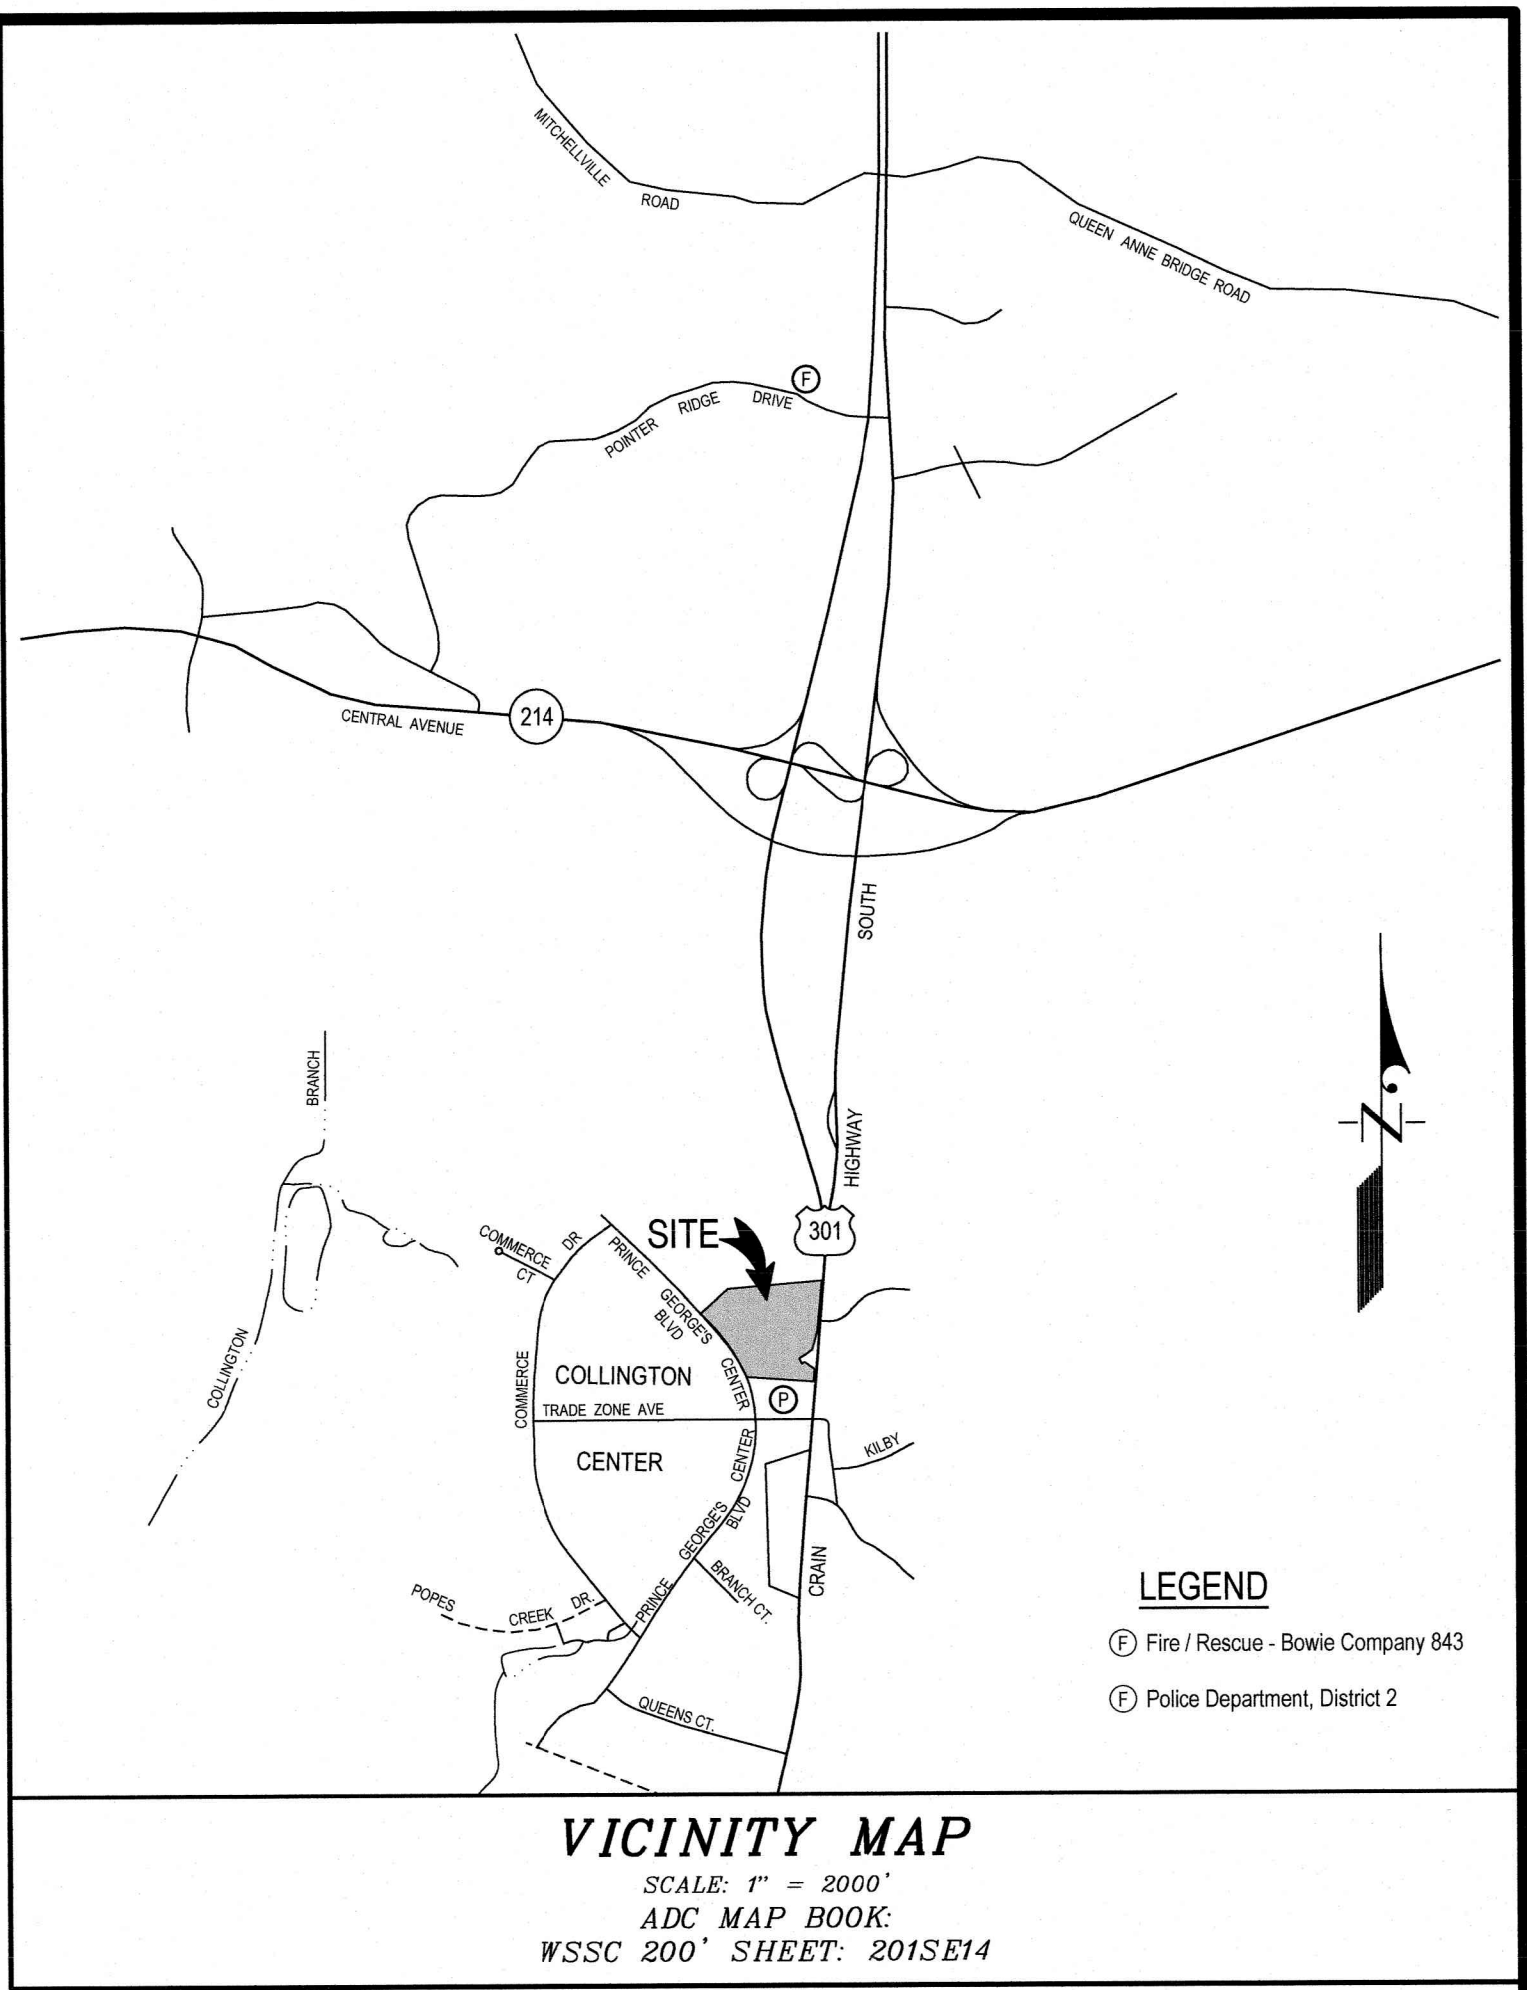 MITCHELLVILLE
ROAD
QUEEN ANNE BRIDGE ROAD
F
POINTER RIDGE DRIVE
CENTRAL AVENUE
214
SOUTH
HIGHWAY
BRANCH
COLLINGTON
301
SITE
COMMERCE
CT
DR
PRINCE
GEORGE'S
BLVD
CENTER
COMMERCE
COLLINGTON
P
TRADE ZONE AVE
CENTER
CENTER
KILBY
GEORGE'S
BLVD
PRINCE
BRANCH CT.
CRAIN
POPES
CREEK
DR.
QUEENS CT.
N
LEGEND
F Fire / Rescue - Bowie Company 843
F Police Department, District 2
VICINITY MAP
SCALE: 1" = 2000'
ADC MAP BOOK:
WSSC 200' SHEET: 201SE14